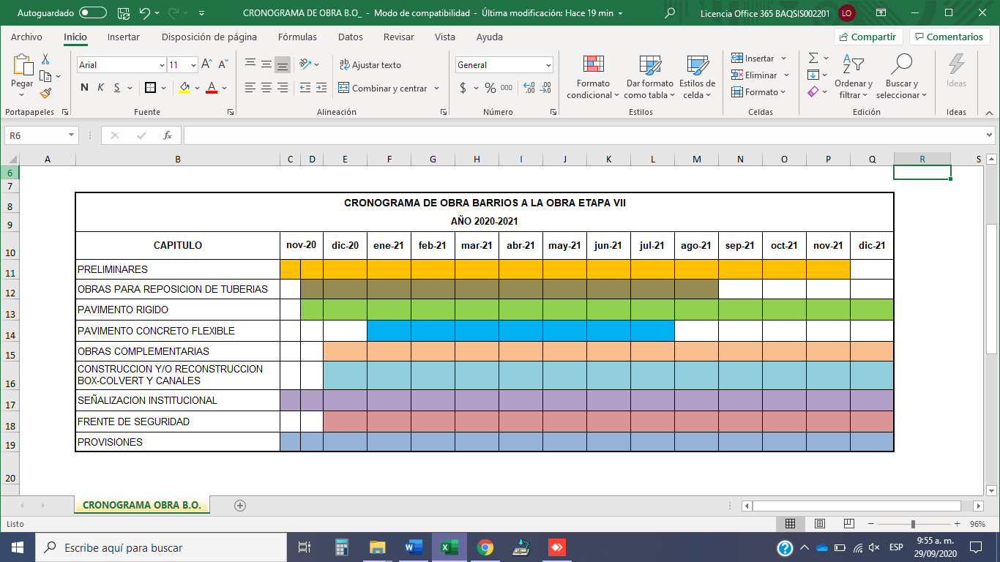 Autoguardado
CRONOGRAMA DE OBRA B.O_ - Modo de compatibilidad - Última modificación: Hace 19 min
Licencia Office 365 BAQSIS002201 LO
Archivo Inicio Insertar Disposición de página Fórmulas Datos Revisar Vista Ayuda Compartir Comentarios
Pegar
Portapapeles
Arial 11
N K S
Fuente
Ajustar texto
Combinar y centrar
Alineación
General
$ % 000
Número
Formato condicional
Dar formato como tabla
Estilos de celda
Estilos
Insertar
Eliminar
Formato
Celdas
Ordenar y filtrar
Buscar y seleccionar
Edición
Ideas
Ideas
R6 fx
A B C D E F G H I J K L M N O P Q R S
6
7
8 CRONOGRAMA DE OBRA BARRIOS A LA OBRA ETAPA VII
9 AÑO 2020-2021
10 CAPITULO nov-20 dic-20 ene-21 feb-21 mar-21 abr-21 may-21 jun-21 jul-21 ago-21 sep-21 oct-21 nov-21 dic-21
11 PRELIMINARES
12 OBRAS PARA REPOSICION DE TUBERIAS
13 PAVIMENTO RIGIDO
14 PAVIMENTO CONCRETO FLEXIBLE
15 OBRAS COMPLEMENTARIAS
16 CONSTRUCCION Y/O RECONSTRUCCION
BOX-COLVERT Y CANALES
17 SEÑALIZACION INSTITUCIONAL
18 FRENTE DE SEGURIDAD
19 PROVISIONES
20
CRONOGRAMA OBRA B.O.
Listo 96%
Escribe aquí para buscar
ESP
9:55 a. m.
29/09/2020